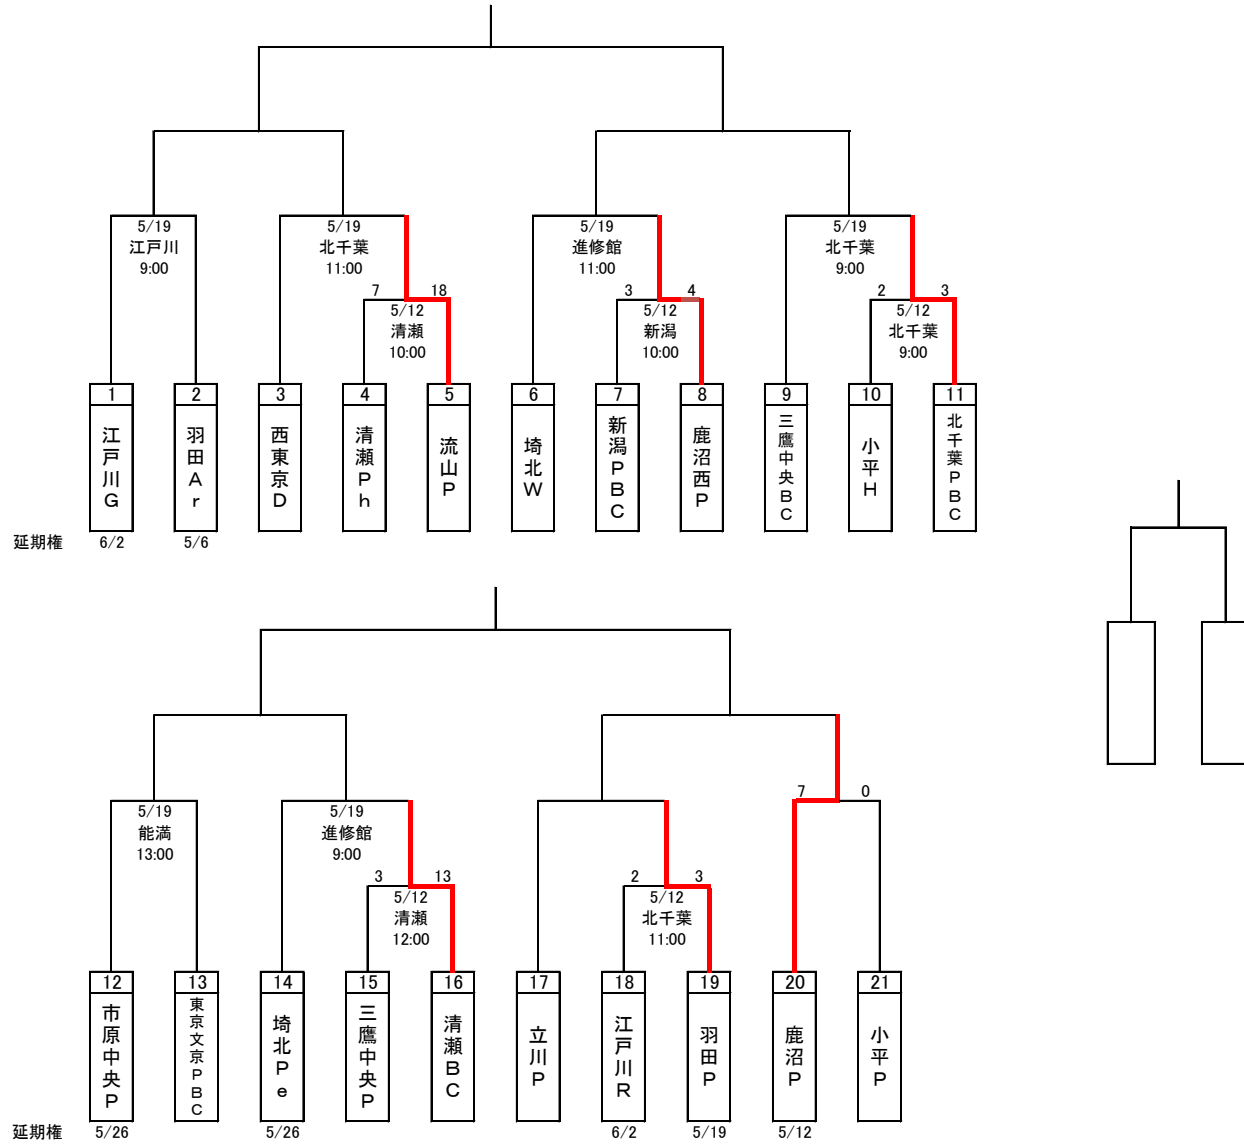 5/19 5/19 5/19 5/19
江戸川 北千葉 進修館 北千葉
9:00 11:00 11:00 9:00
7 18 3 4 2 3
5/12 5/12 5/12
清瀬 新潟 北千葉
10:00 10:00 9:00
1 2 3 4 5 6 7 8 9 10 11
江戸川G
羽田Ar
西東京D
清瀬Ph
流山P
埼北W
新潟PBC
鹿沼西P
三鷹中央BC
小平H
北千葉PBC
延期権 6/2 5/6
7 0
5/19 5/19
能満 進修館
13:00 9:00
3 13 2 3
5/12 5/12
清瀬 北千葉
12:00 11:00
12 13 14 15 16 17 18 19 20 21
市原中央P
東京文京PBC
埼北Pe
三鷹中央P
清瀬BC
立川P
江戸川R
羽田P
鹿沼P
小平P
延期権 5/26 5/26 6/2 5/19 5/12